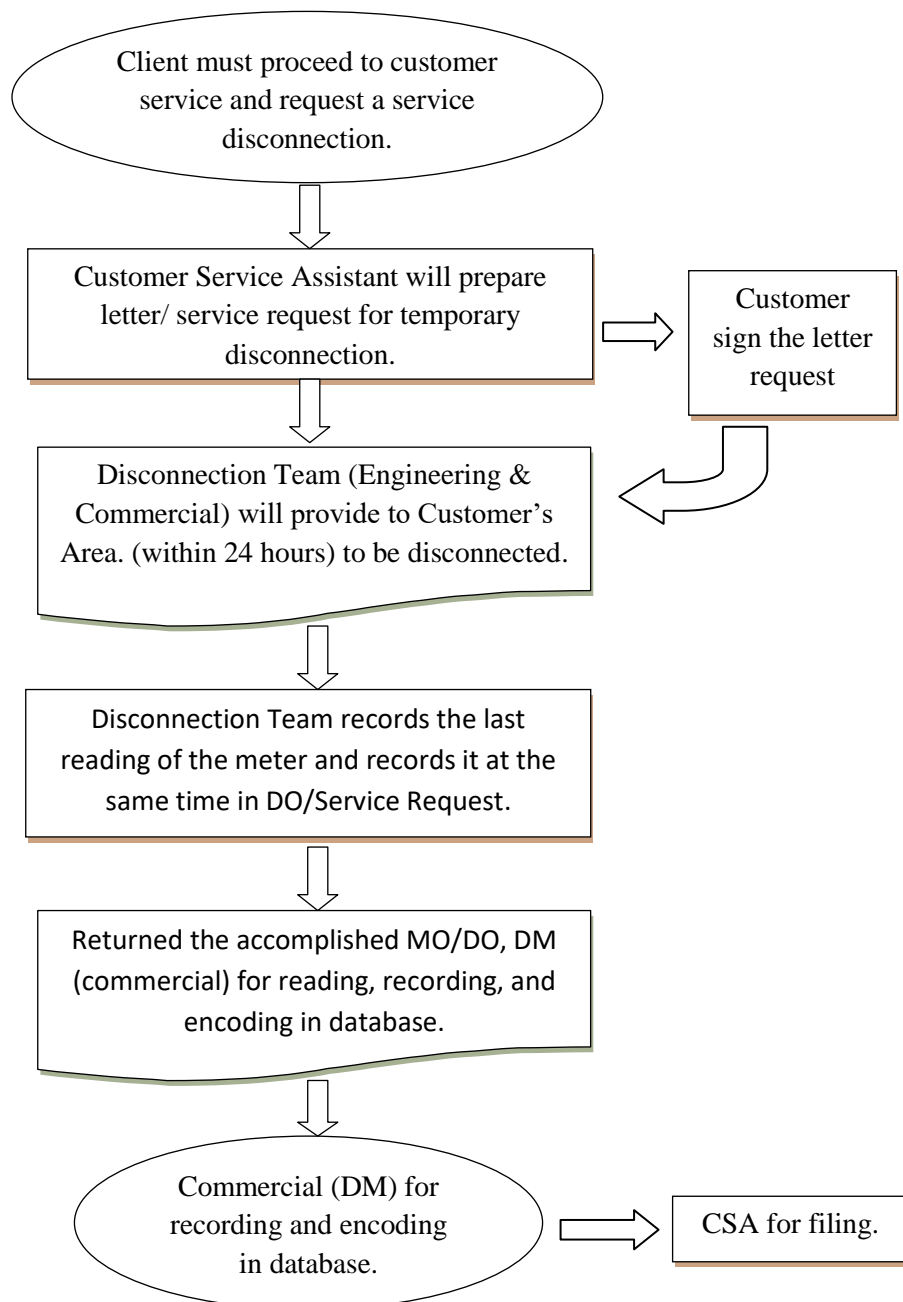 Client must proceed to customer
service and request a service
disconnection.
Customer Service Assistant will prepare
letter/ service request for temporary
disconnection.
Customer
sign the letter
request
Disconnection Team (Engineering &
Commercial) will provide to Customer’s
Area. (within 24 hours) to be disconnected.
Disconnection Team records the last
reading of the meter and records it at the
same time in DO/Service Request.
Returned the accomplished MO/DO, DM
(commercial) for reading, recording, and
encoding in database.
Commercial (DM) for
recording and encoding
in database.
CSA for filing.